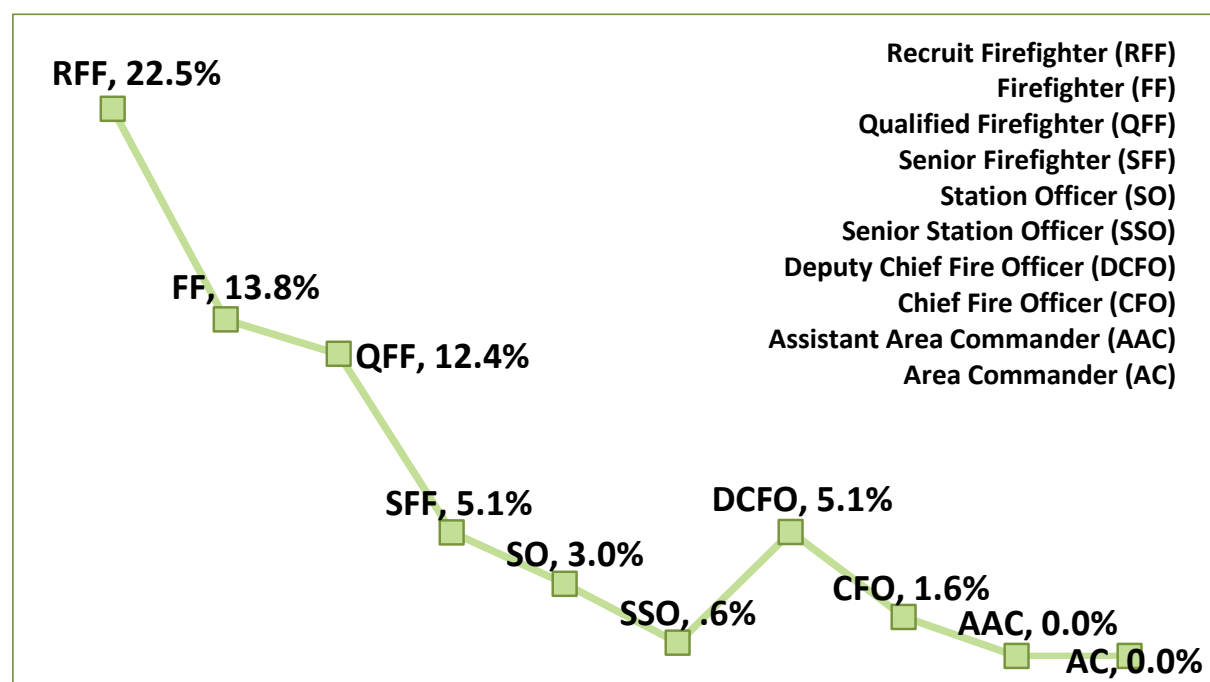 RFF, 22.5%
FF, 13.8%
QFF, 12.4%
SFF, 5.1%
SO, 3.0%
SSO, .6%
DCFO, 5.1%
CFO, 1.6%
AAC, 0.0%
AC, 0.0%
Recruit Firefighter (RFF)
Firefighter (FF)
Qualified Firefighter (QFF)
Senior Firefighter (SFF)
Station Officer (SO)
Senior Station Officer (SSO)
Deputy Chief Fire Officer (DCFO)
Chief Fire Officer (CFO)
Assistant Area Commander (AAC)
Area Commander (AC)